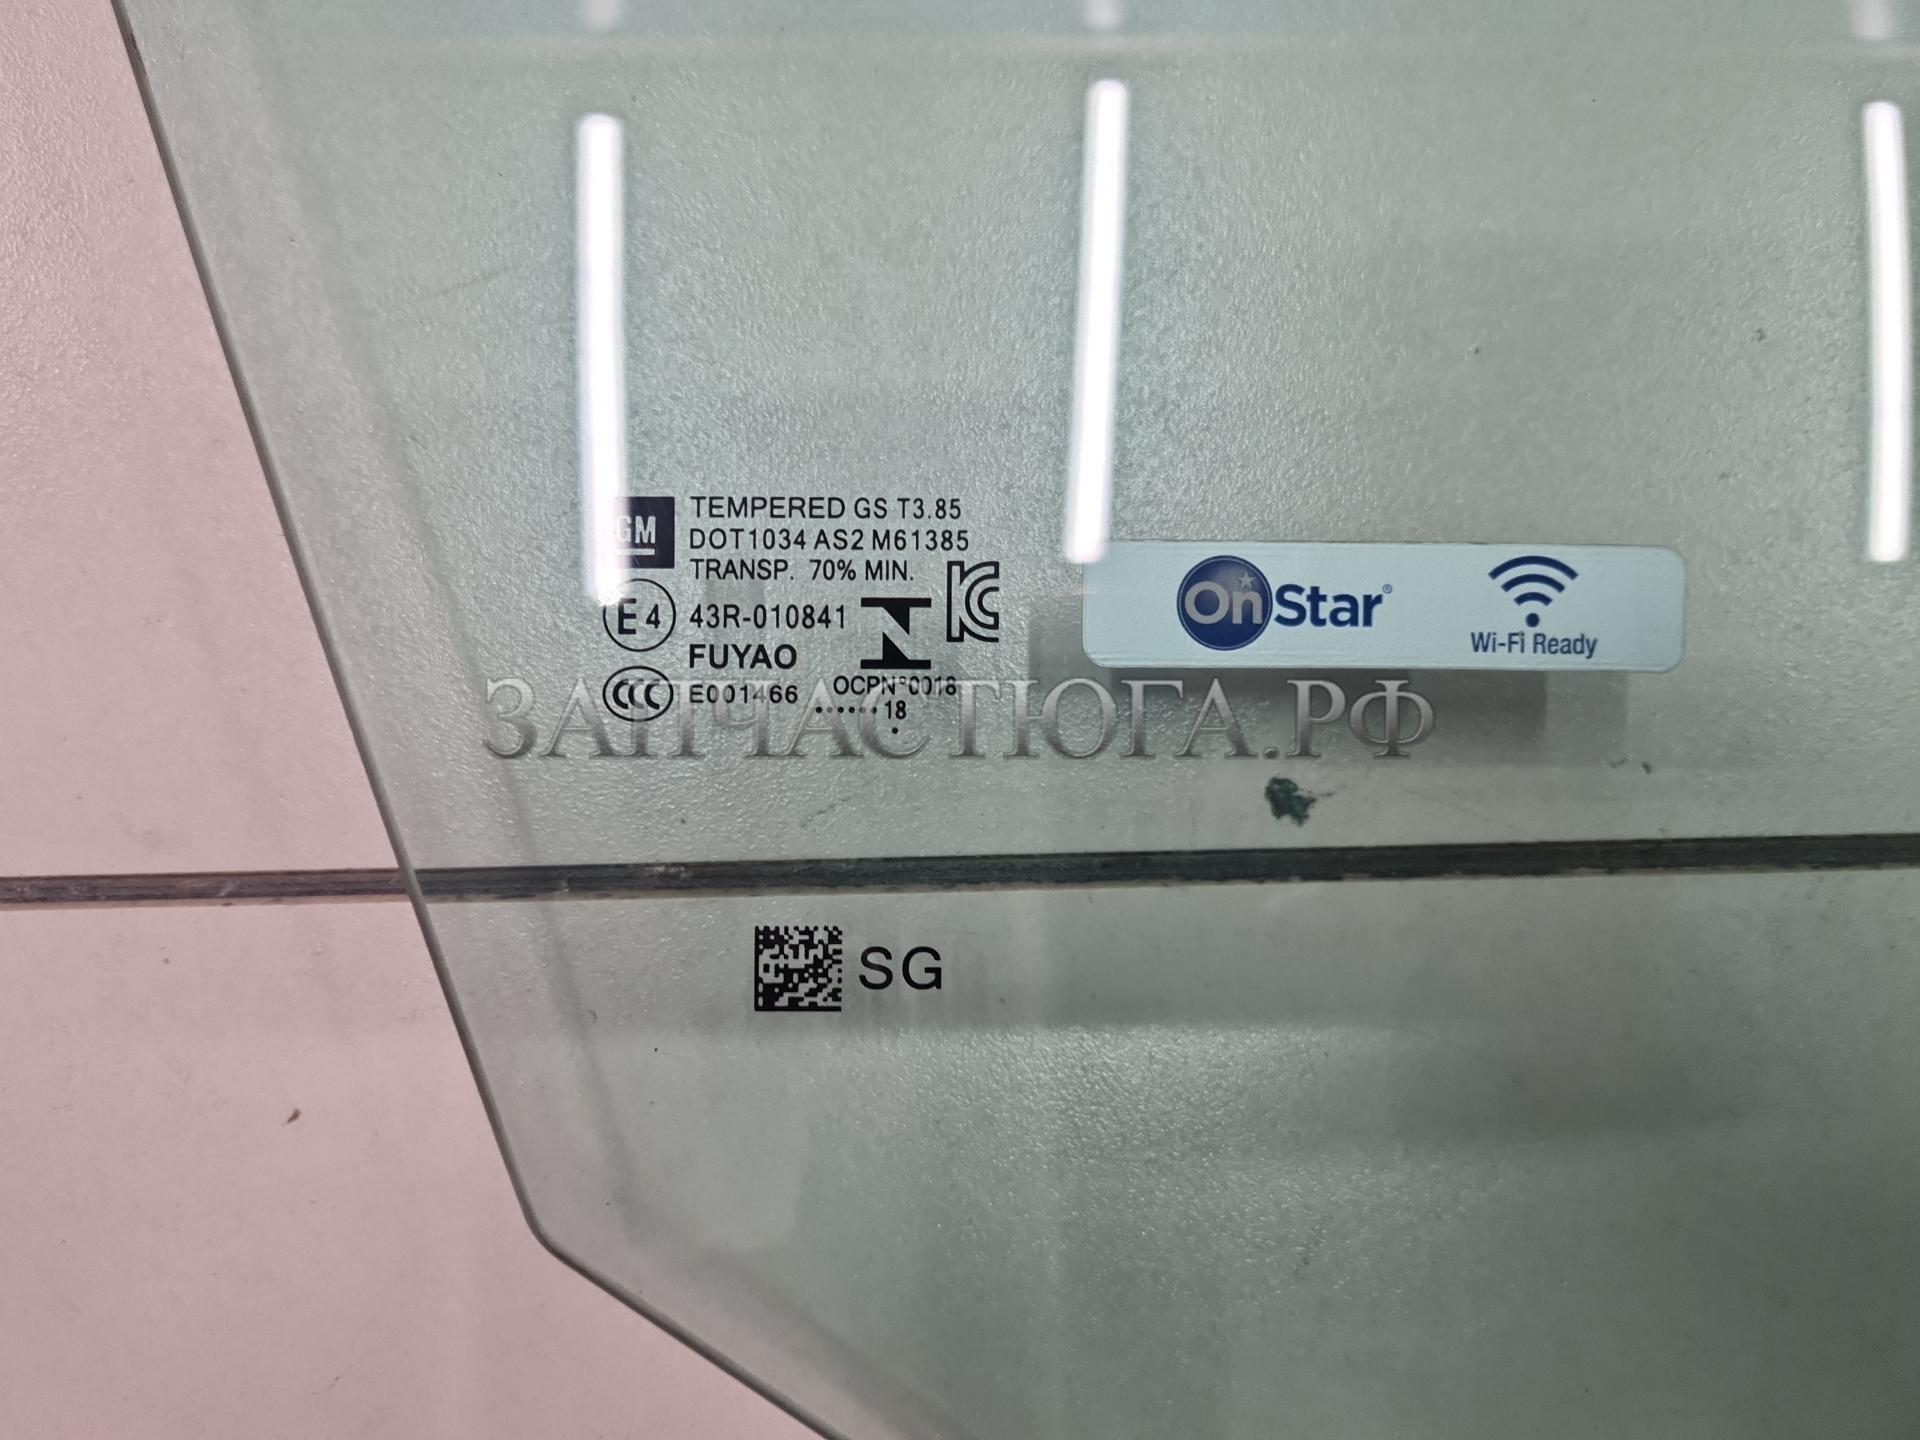 GM
TEMPERED GS T3.85
DOT1034 AS2 M61385
TRANSP. 70% MIN.
E4 43R-010841
FUYAO
CCC E001466
OCPN°0018
••••••18
•
OnStar®
Wi-Fi Ready
ЗАПЧАСТЮГА.РФ
SG